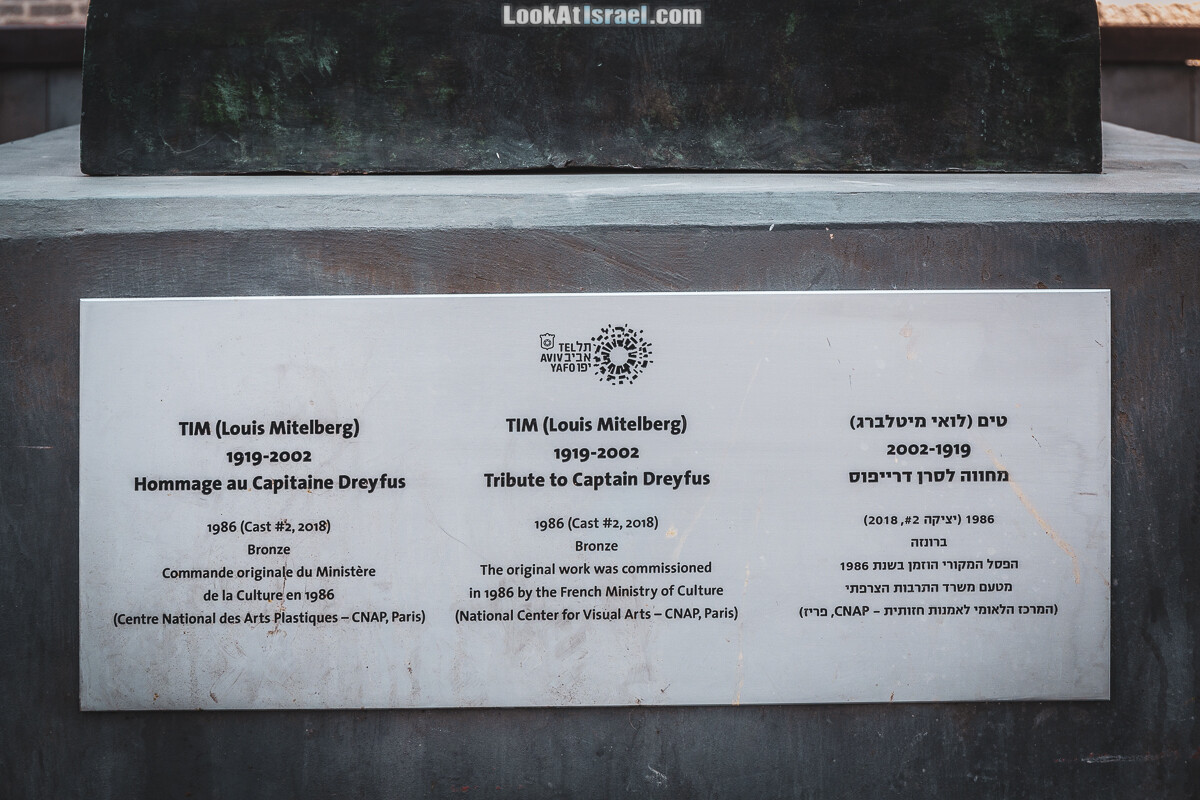 LookAtIsrael.com
תל TEL
AVIV אביב
YAFO יפו
TIM (Louis Mitelberg)
1919-2002
Hommage au Capitaine Dreyfus
1986 (Cast #2, 2018)
Bronze
Commande originale du Ministère
de la Culture en 1986
(Centre National des Arts Plastiques – CNAP, Paris)
TIM (Louis Mitelberg)
1919-2002
Tribute to Captain Dreyfus
1986 (Cast #2, 2018)
Bronze
The original work was commissioned
in 1986 by the French Ministry of Culture
(National Center for Visual Arts – CNAP, Paris)
טים (לואי מיטלברג)
2002-1919
מחווה לסרן דרייפוס
1986 (יציקה #2, 2018)
ברונזה
הפסל המקורי הוזמן בשנת 1986
מטעם משרד התרבות הצרפתי
(המרכז הלאומי לאמנות חזותית – CNAP, פריז)